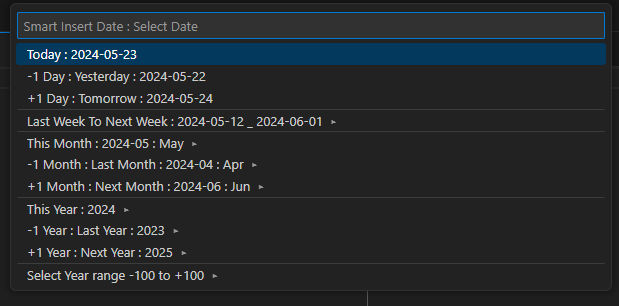 Smart Insert Date : Select Date
Today : 2024-05-23
-1 Day : Yesterday : 2024-05-22
+1 Day : Tomorrow : 2024-05-24
Last Week To Next Week : 2024-05-12 _ 2024-06-01 ▸
This Month : 2024-05 : May ▸
-1 Month : Last Month : 2024-04 : Apr ▸
+1 Month : Next Month : 2024-06 : Jun ▸
This Year : 2024 ▸
-1 Year : Last Year : 2023 ▸
+1 Year : Next Year : 2025 ▸
Select Year range -100 to +100 ▸